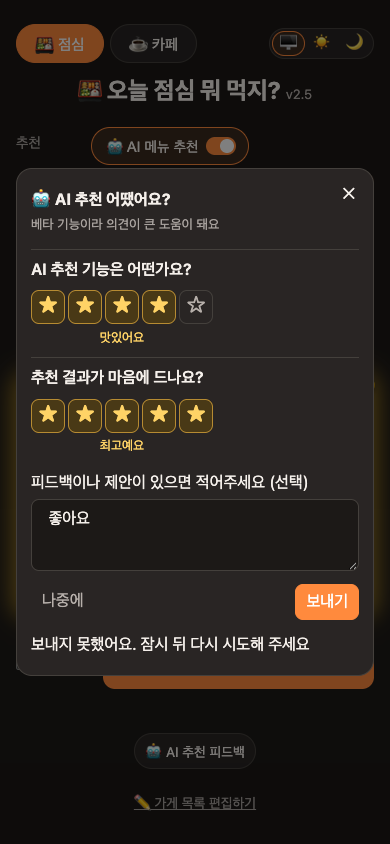 🍱 점심
☕ 카페
🍱 오늘 점심 뭐 먹지? v2.5
추천
🤖 AI 메뉴 추천
🤖 AI 추천 어땠어요?
베타 기능이라 의견이 큰 도움이 돼요
AI 추천 기능은 어떤가요?
맛있어요
추천 결과가 마음에 드나요?
최고예요
피드백이나 제안이 있으면 적어주세요 (선택)
좋아요
나중에
보내기
보내지 못했어요. 잠시 뒤 다시 시도해 주세요
🤖 AI 추천 피드백
✏️ 가게 목록 편집하기